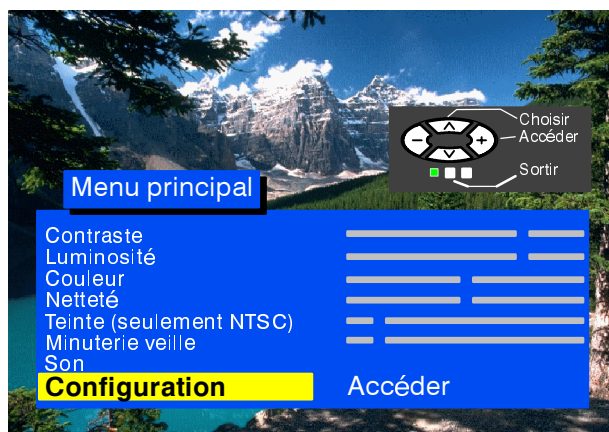 Choisir
Accéder
Sortir
Menu principal
Contraste
Luminosité
Couleur
Netteté
Teinte (seulement NTSC)
Minuterie veille
Son
Configuration Accéder